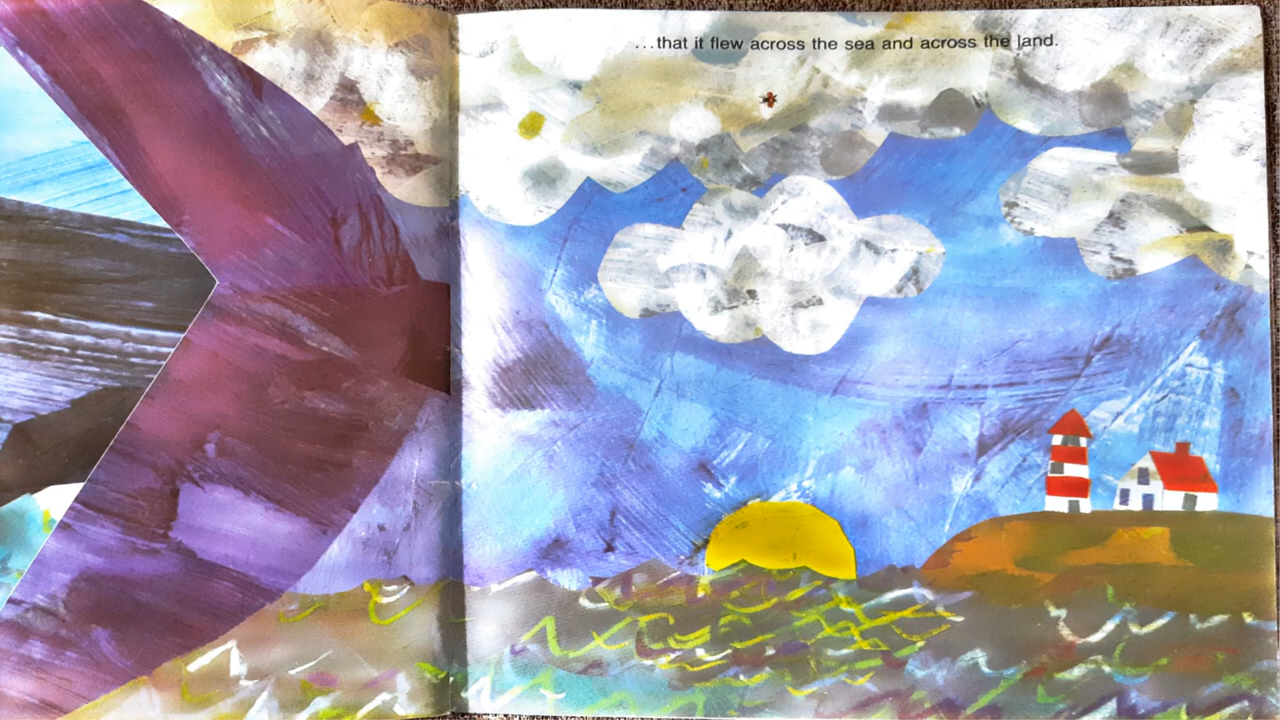 ...that it flew across the sea and across the land.